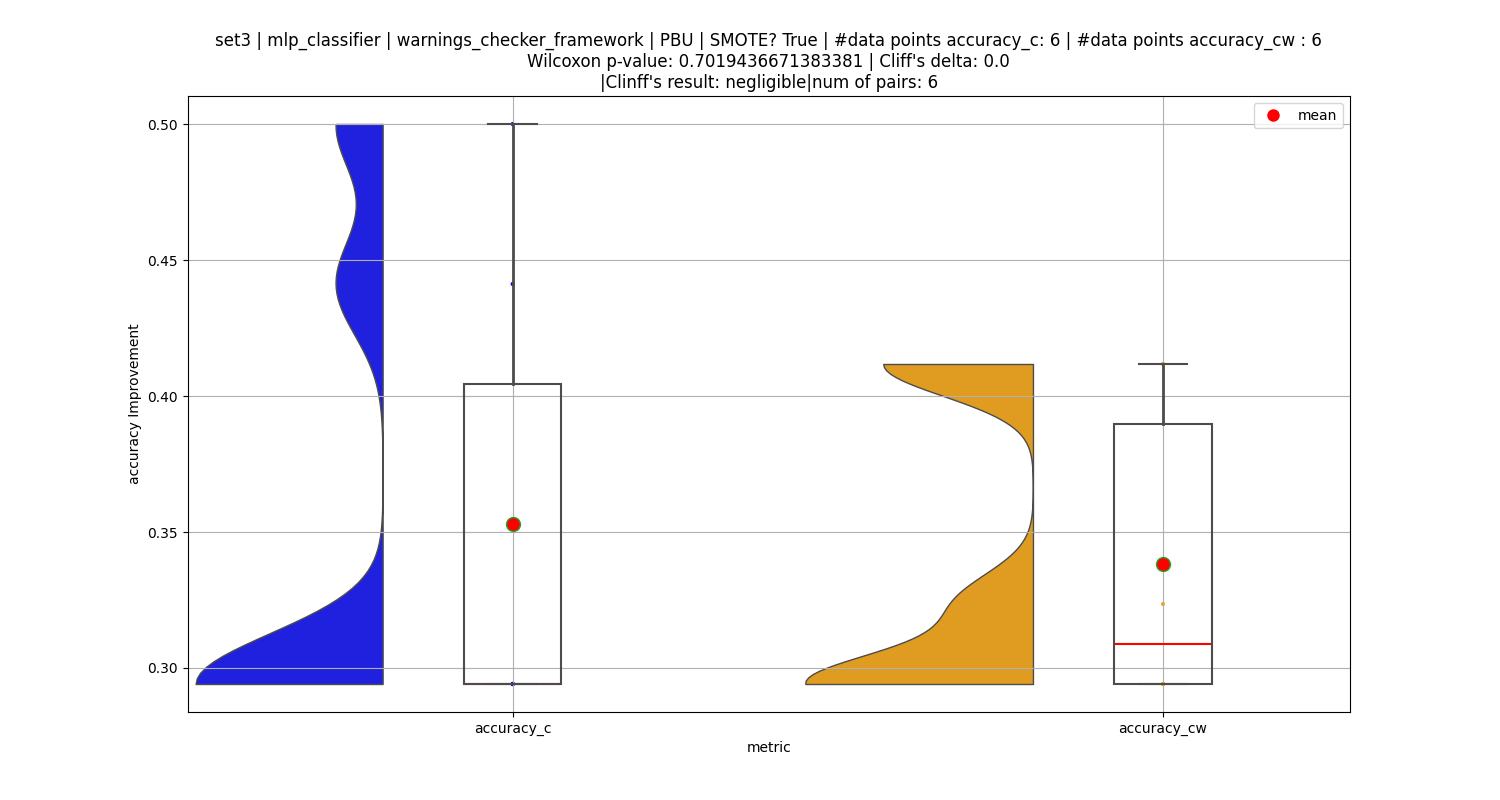 set3 | mlp_classifier | warnings_checker_framework | PBU | SMOTE? True | #data points accuracy_c: 6 | #data points accuracy_cw : 6
Wilcoxon p-value: 0.7019436671383381 | Cliff's delta: 0.0
|Clinff's result: negligible|num of pairs: 6
mean
0.50
0.45
0.40
0.35
0.30
accuracy Improvement
accuracy_c
accuracy_cw
metric